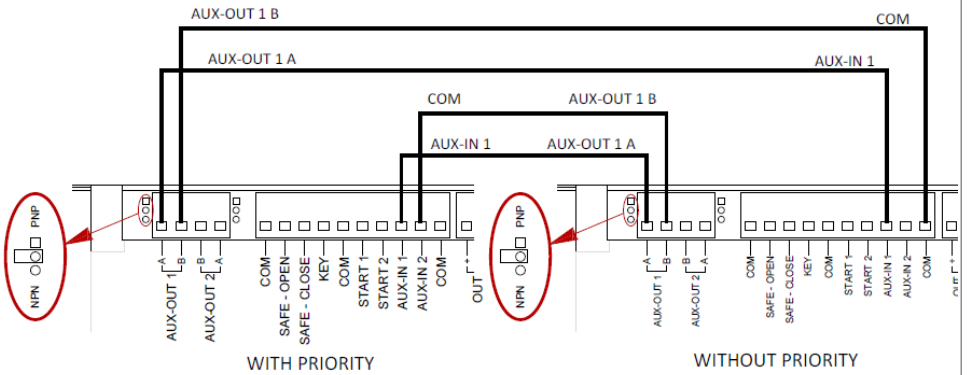 AUX-OUT 1 B
COM
AUX-OUT 1 A
AUX-IN 1
COM
AUX-OUT 1 B
AUX-IN 1
AUX-OUT 1 A
PNP
NPN
A
B
B
A
AUX-OUT 1
AUX-OUT 2
COM
SAFE - OPEN
SAFE - CLOSE
KEY
COM
START 1
START 2
AUX-IN 1
AUX-IN 2
COM
+
OUT
PNP
NPN
A
B
B
A
AUX-OUT 1
AUX-OUT 2
COM
SAFE - OPEN
SAFE - CLOSE
KEY
COM
START 1
START 2
AUX-IN 1
AUX-IN 2
COM
+
OUT
WITH PRIORITY
WITHOUT PRIORITY